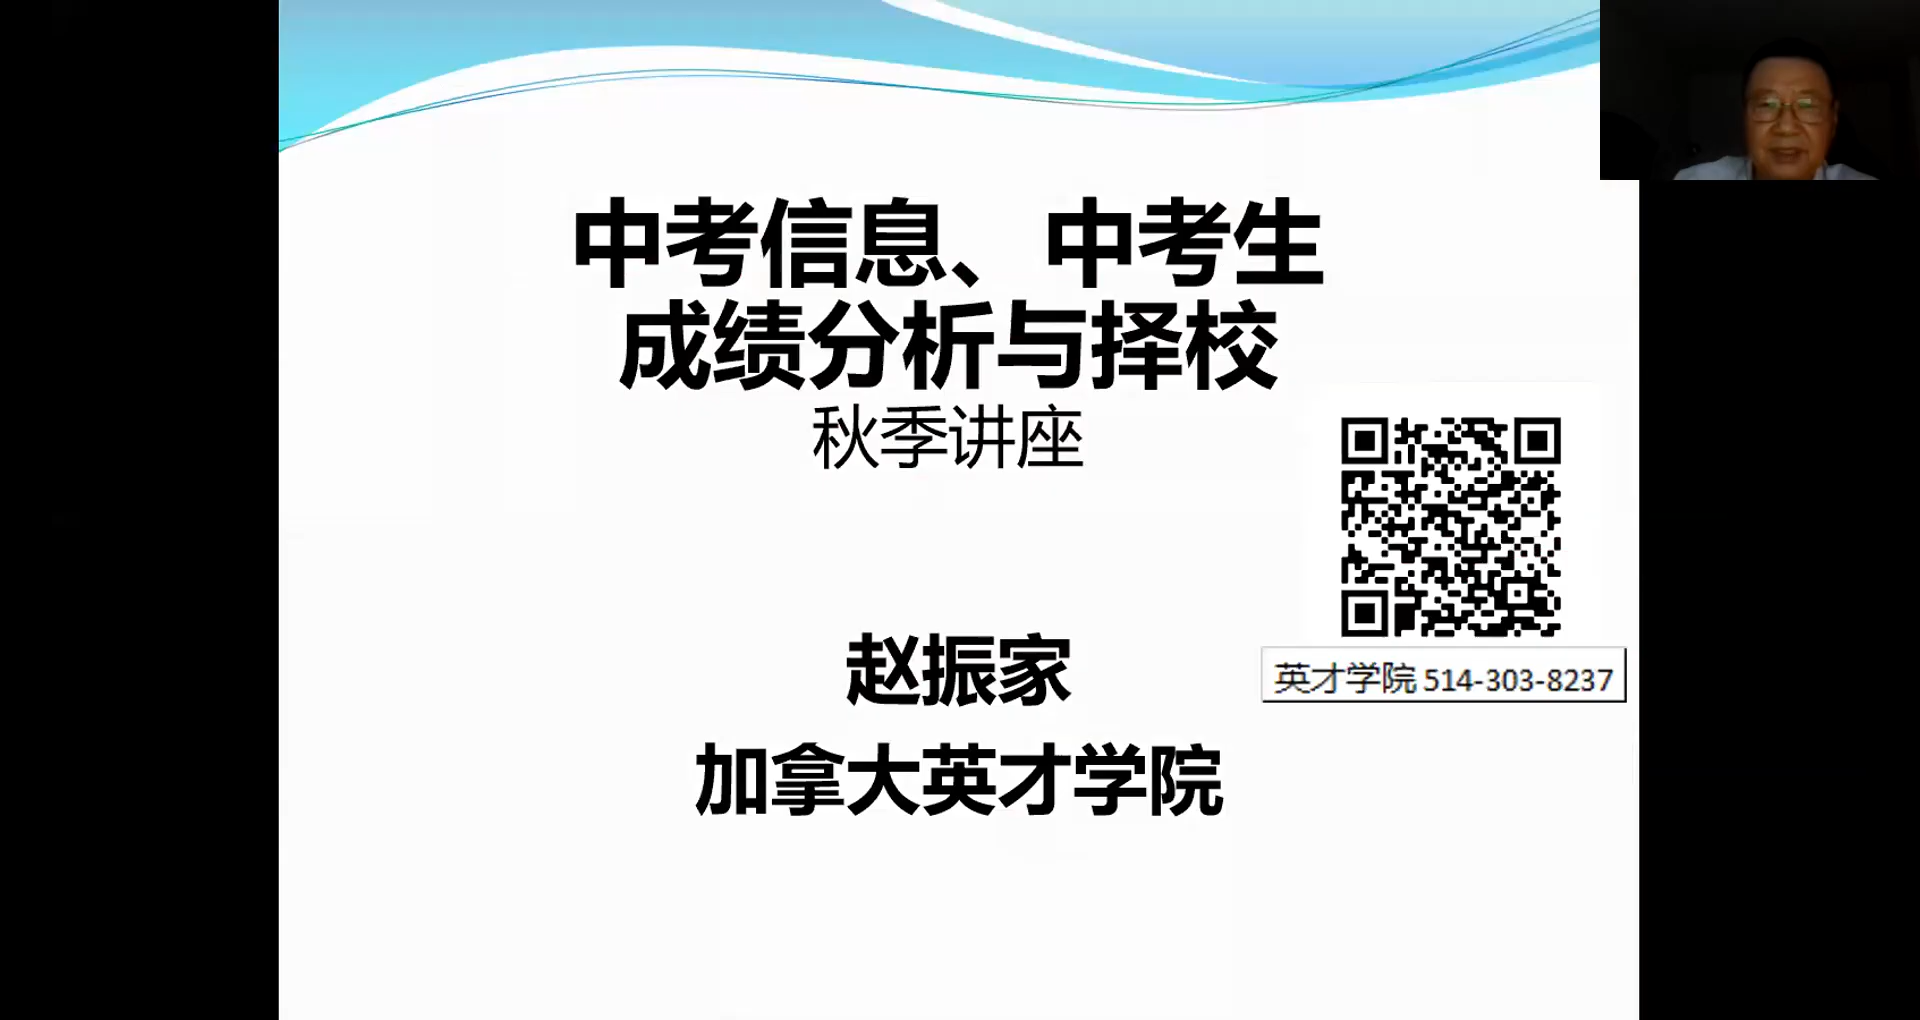 中考信息、中考生
成绩分析与择校
秋季讲座
赵振家
加拿大英才学院
英才学院 514-303-8237